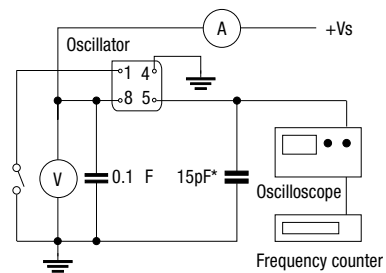 A
+Vs
Oscillator
1 4
8 5
V
0.1 F
15pF*
Oscilloscope
Frequency counter